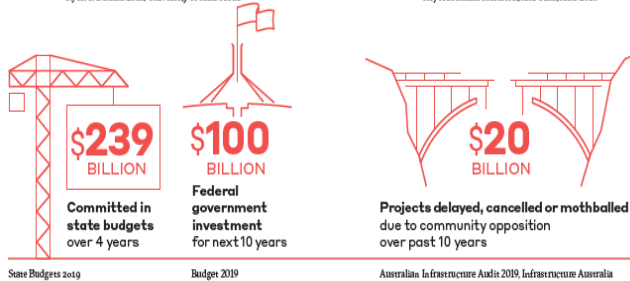 $239
BILLION
Committed in
state budgets
over 4 years
State Budgets 2019
$100
BILLION
Federal
government
investment
for next 10 years
Budget 2019
$20
BILLION
Projects delayed, cancelled or mothballed
due to community opposition
over past 10 years
Australian Infrastructure Audit 2019, Infrastructure Australia